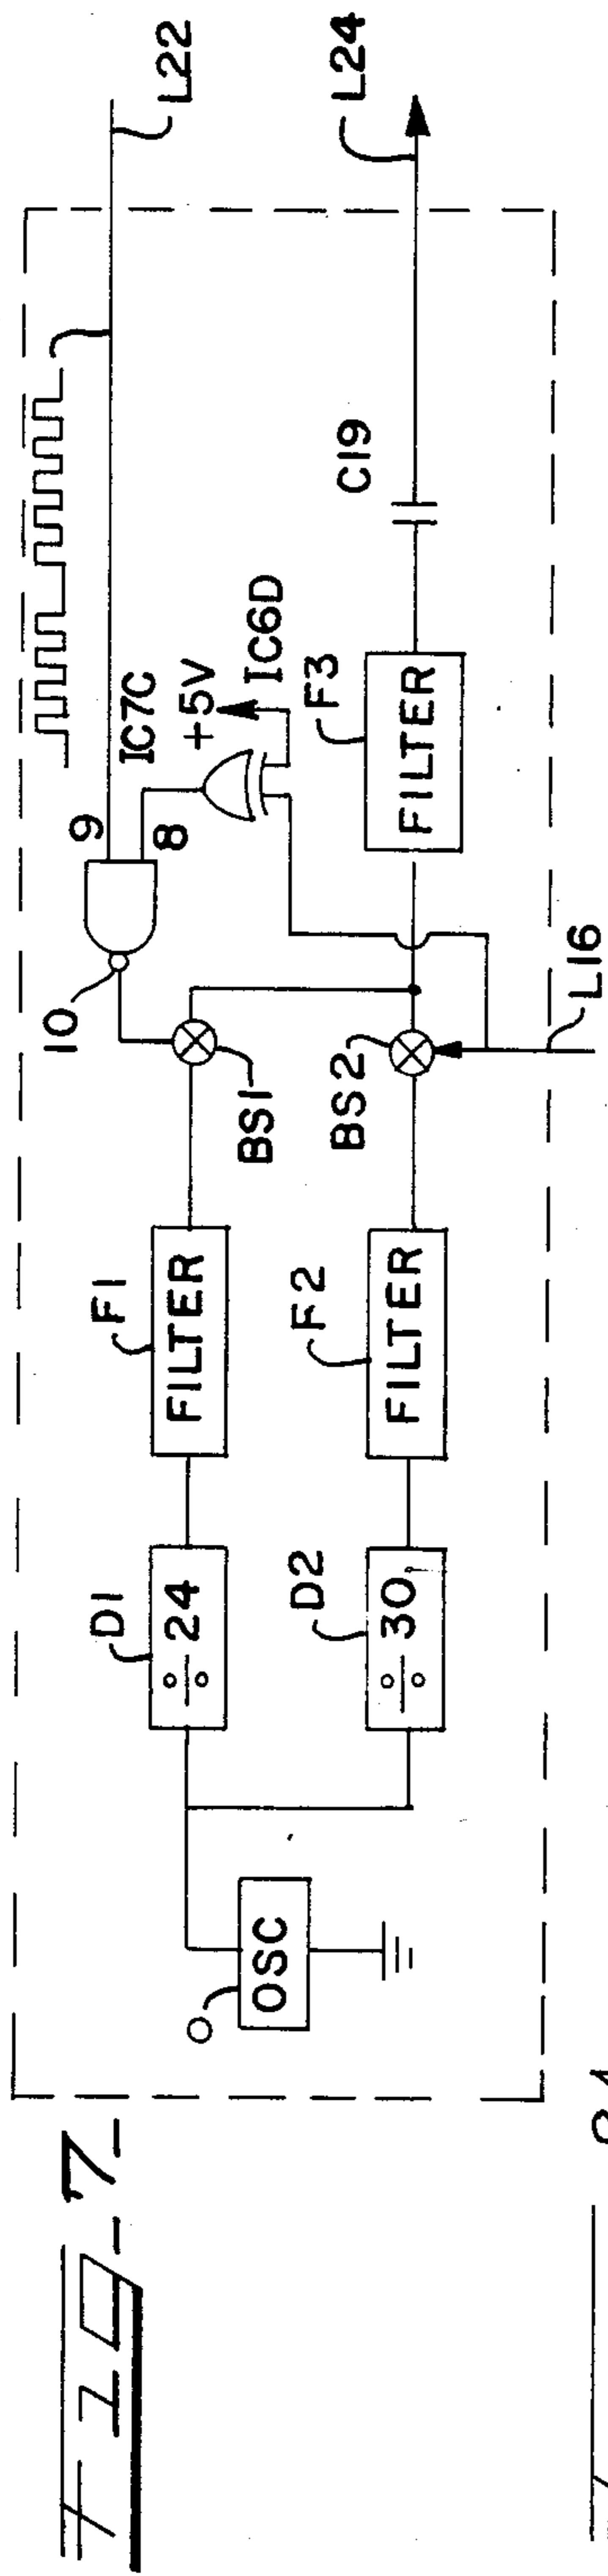 L22
L24
9
8
IC7C
10
+5V
IC6D
C19
F3
FILTER
BS1
BS2
L16
F1
FILTER
F2
FILTER
D1
÷ 24
D2
÷ 30
O
OSC
FIG-7